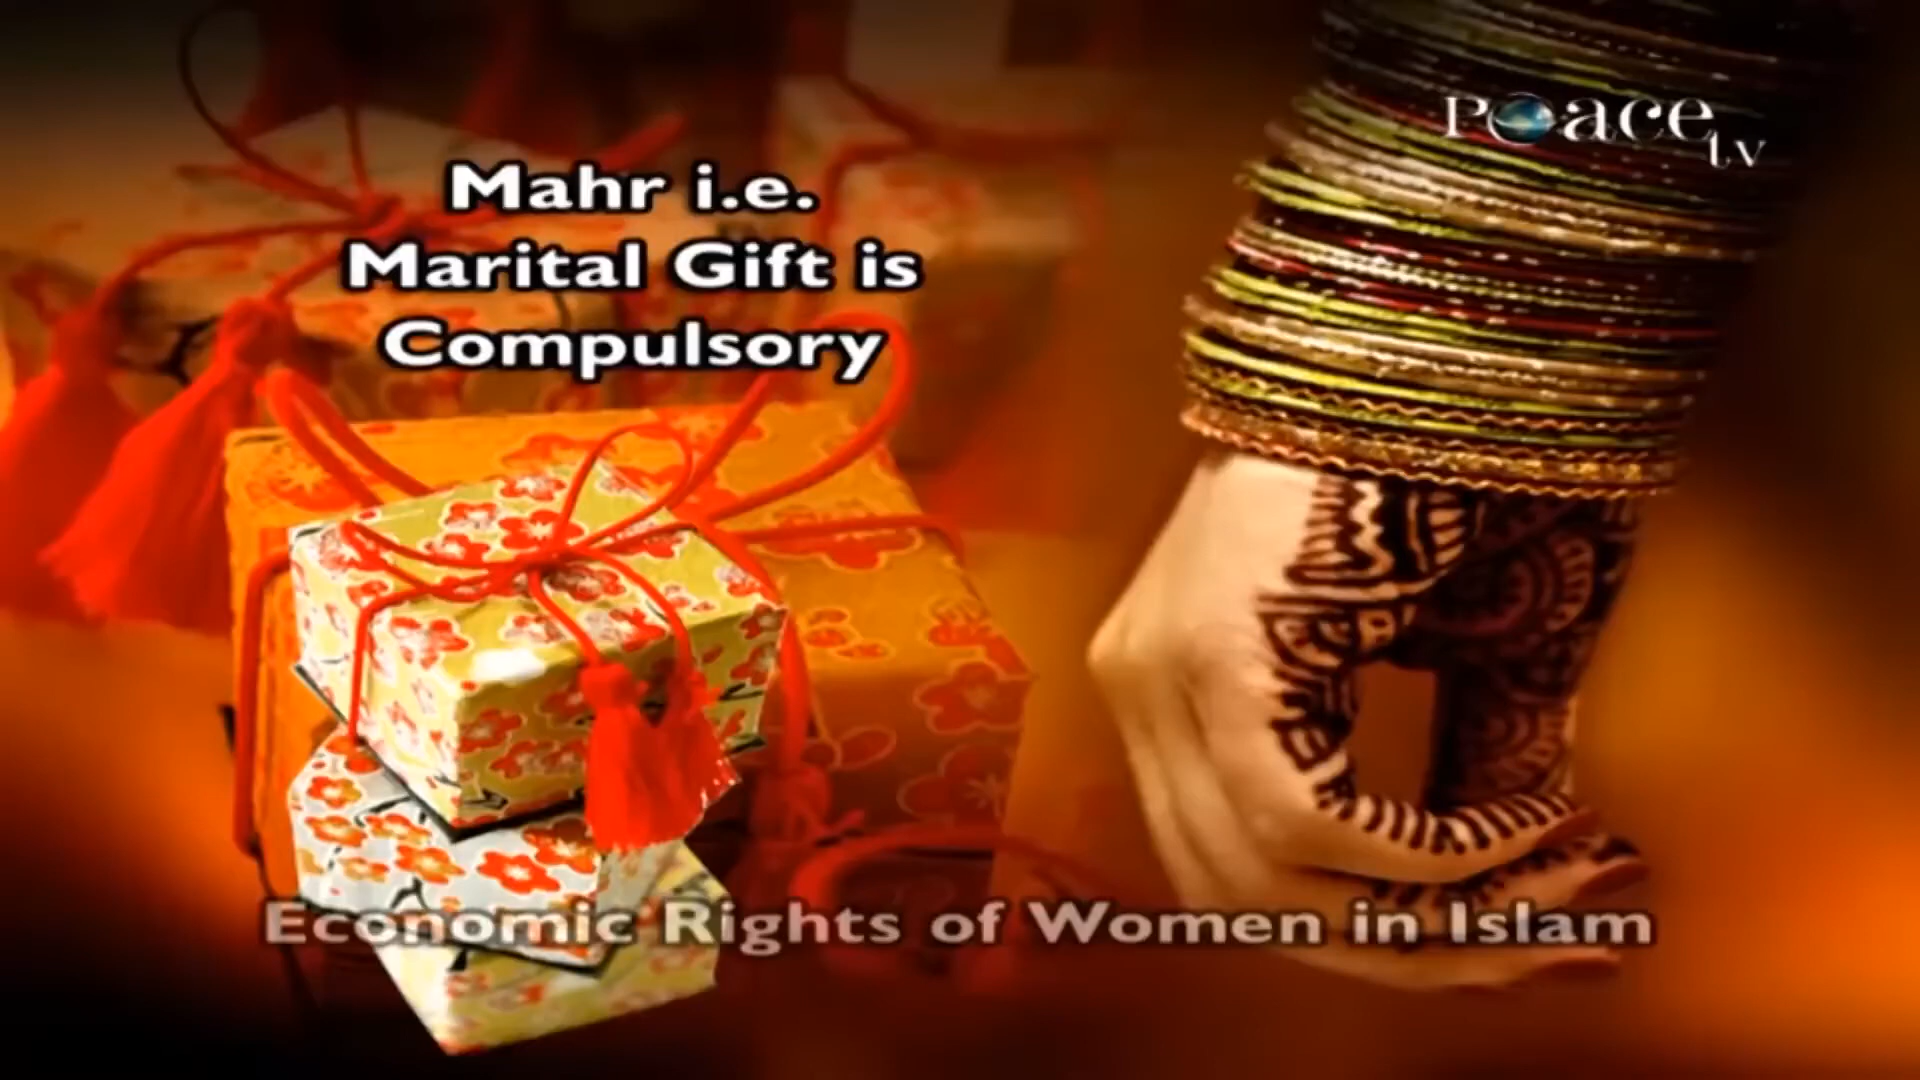 Peace
tv
Mahr i.e.
Marital Gift is
Compulsory
Economic Rights of Women in Islam